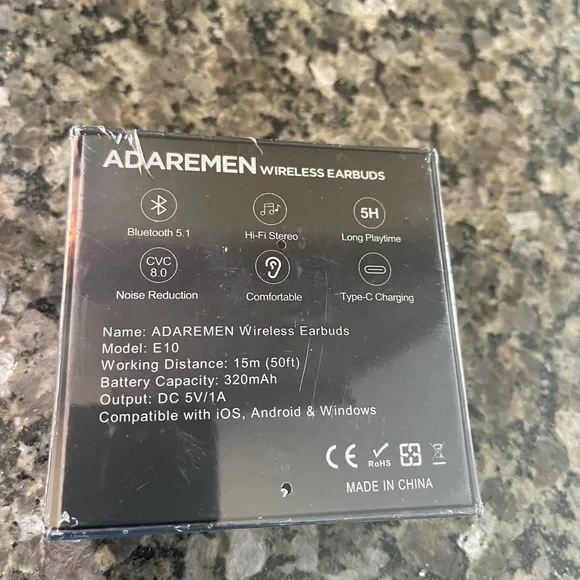 ADAREMEN WIRELESS EARBUDS
Bluetooth 5.1
Hi-Fi Stereo
5H
Long Playtime
CVC
8.0
Noise Reduction
Comfortable
Type-C Charging
Name: ADAREMEN Wireless Earbuds
Model: E10
Working Distance: 15m (50ft)
Battery Capacity: 320mAh
Output: DC 5V/1A
Compatible with iOS, Android & Windows
CE
RoHS
MADE IN CHINA